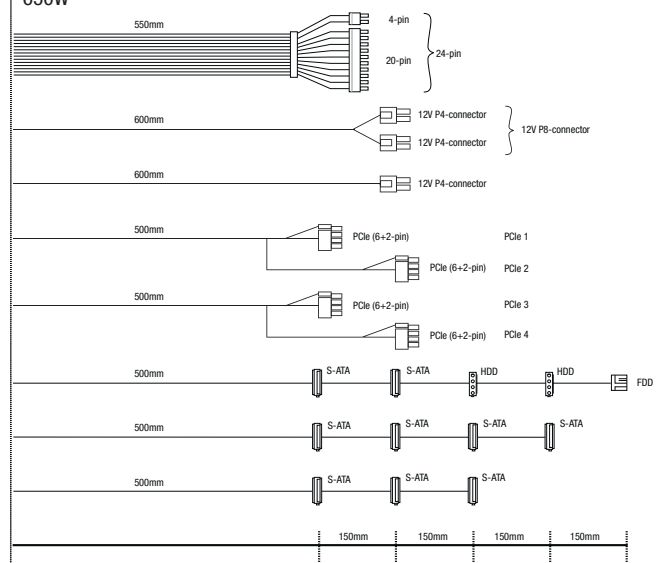 650W
550mm
4-pin
20-pin
24-pin
600mm
12V P4-connector
12V P4-connector
12V P8-connector
600mm
12V P4-connector
500mm
PCIe (6+2-pin) PCIe 1
PCIe (6+2-pin) PCIe 2
500mm
PCIe (6+2-pin) PCIe 3
PCIe (6+2-pin) PCIe 4
500mm S-ATA S-ATA HDD HDD FDD
500mm S-ATA S-ATA S-ATA S-ATA
500mm S-ATA S-ATA S-ATA
150mm 150mm 150mm 150mm